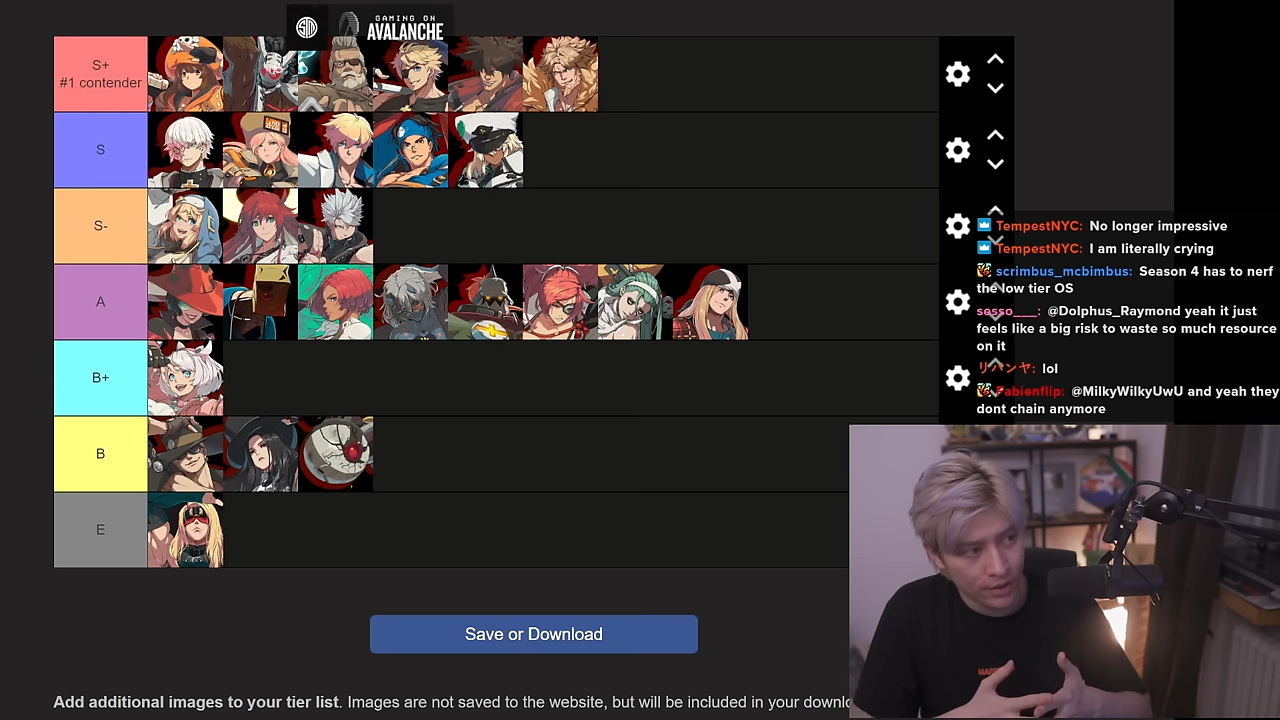 GAMING ON
AVALANCHE
S+
#1 contender
S
S-
A
B+
B
E
TempestNYC: No longer impressive
TempestNYC: I am literally crying
scrimbus_mcbimbus: Season 4 has to nerf
the low tier OS
sesso___: @Dolphus_Raymond yeah it just
feels like a big risk to waste so much resource
on it
リバンヤ: lol
Fabienflip: @MilkyWilkyUwU and yeah they
dont chain anymore
Save or Download
Add additional images to your tier list. Images are not saved to the website, but will be included in your downlo